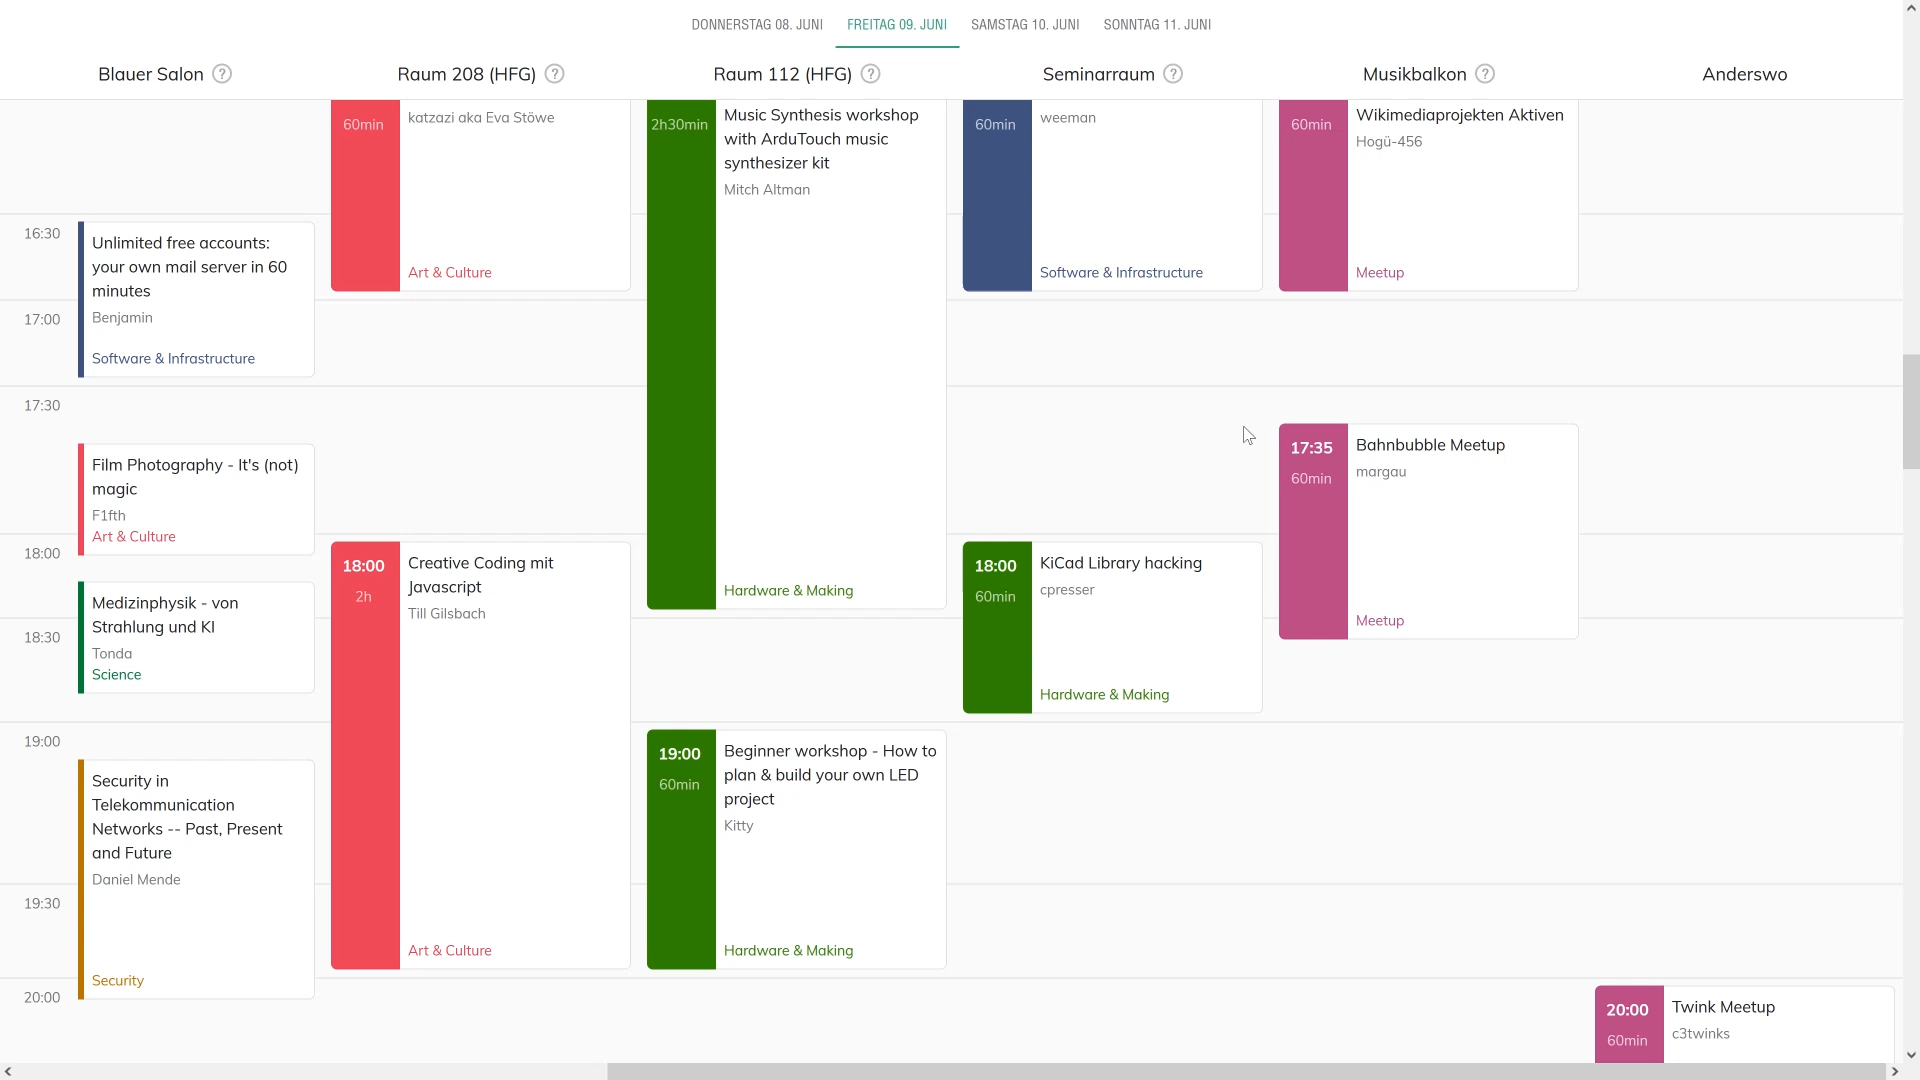 DONNERSTAG 08. JUNI
FREITAG 09. JUNI
SAMSTAG 10. JUNI
SONNTAG 11. JUNI
Blauer Salon ?
Raum 208 (HFG) ?
Raum 112 (HFG) ?
Seminarraum ?
Musikbalkon ?
Anderswo
16:30
17:00
17:30
18:00
18:30
19:00
19:30
20:00
Unlimited free accounts:
your own mail server in 60
minutes
Benjamin
Software & Infrastructure
Film Photography - It's (not)
magic
F1fth
Art & Culture
Medizinphysik - von
Strahlung und KI
Tonda
Science
Security in
Telekommunication
Networks -- Past, Present
and Future
Daniel Mende
Security
60min
katzazi aka Eva Stöwe
Art & Culture
18:00
2h
Creative Coding mit
Javascript
Till Gilsbach
Art & Culture
2h30min
Music Synthesis workshop
with ArduTouch music
synthesizer kit
Mitch Altman
Hardware & Making
19:00
60min
Beginner workshop - How to
plan & build your own LED
project
Kitty
Hardware & Making
60min
weeman
Software & Infrastructure
18:00
60min
KiCad Library hacking
cpresser
Hardware & Making
60min
Wikimediaprojekten Aktiven
Hogü-456
Meetup
17:35
60min
Bahnbubble Meetup
margau
Meetup
20:00
60min
Twink Meetup
c3twinks